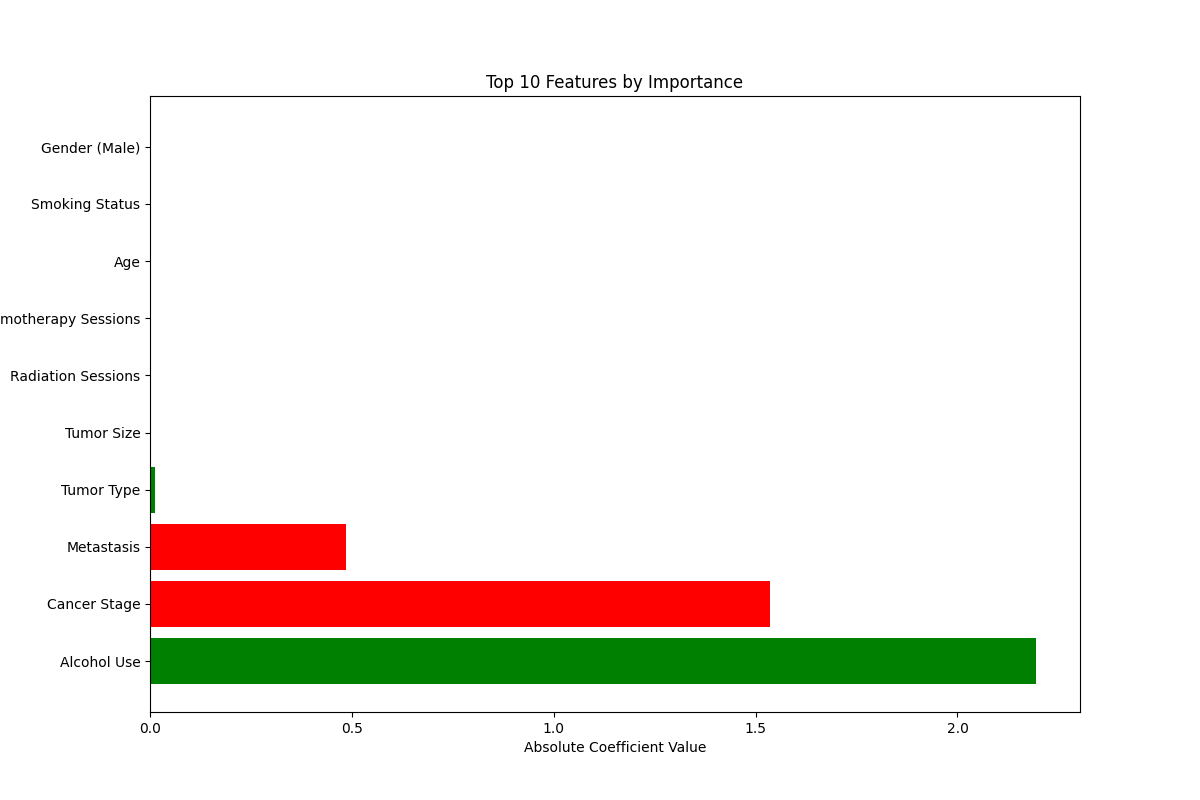 Top 10 Features by Importance
Gender (Male)
Smoking Status
Age
motherapy Sessions
Radiation Sessions
Tumor Size
Tumor Type
Metastasis
Cancer Stage
Alcohol Use
0.0 0.5 1.0 1.5 2.0
Absolute Coefficient Value